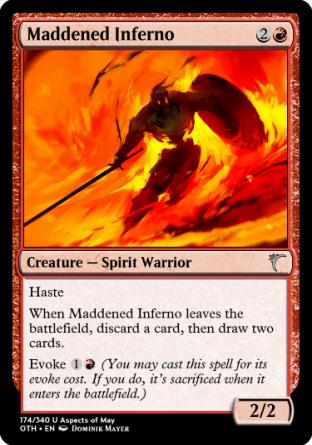 Maddened Inferno 2
Creature — Spirit Warrior
Haste
When Maddened Inferno leaves the
battlefield, discard a card, then draw two
cards.
Evoke 1 (You may cast this spell for its
evoke cost. If you do, it's sacrificed when it
enters the battlefield.)
2/2
174/340 U Aspects of May
OTH • EN Dominik Mayer